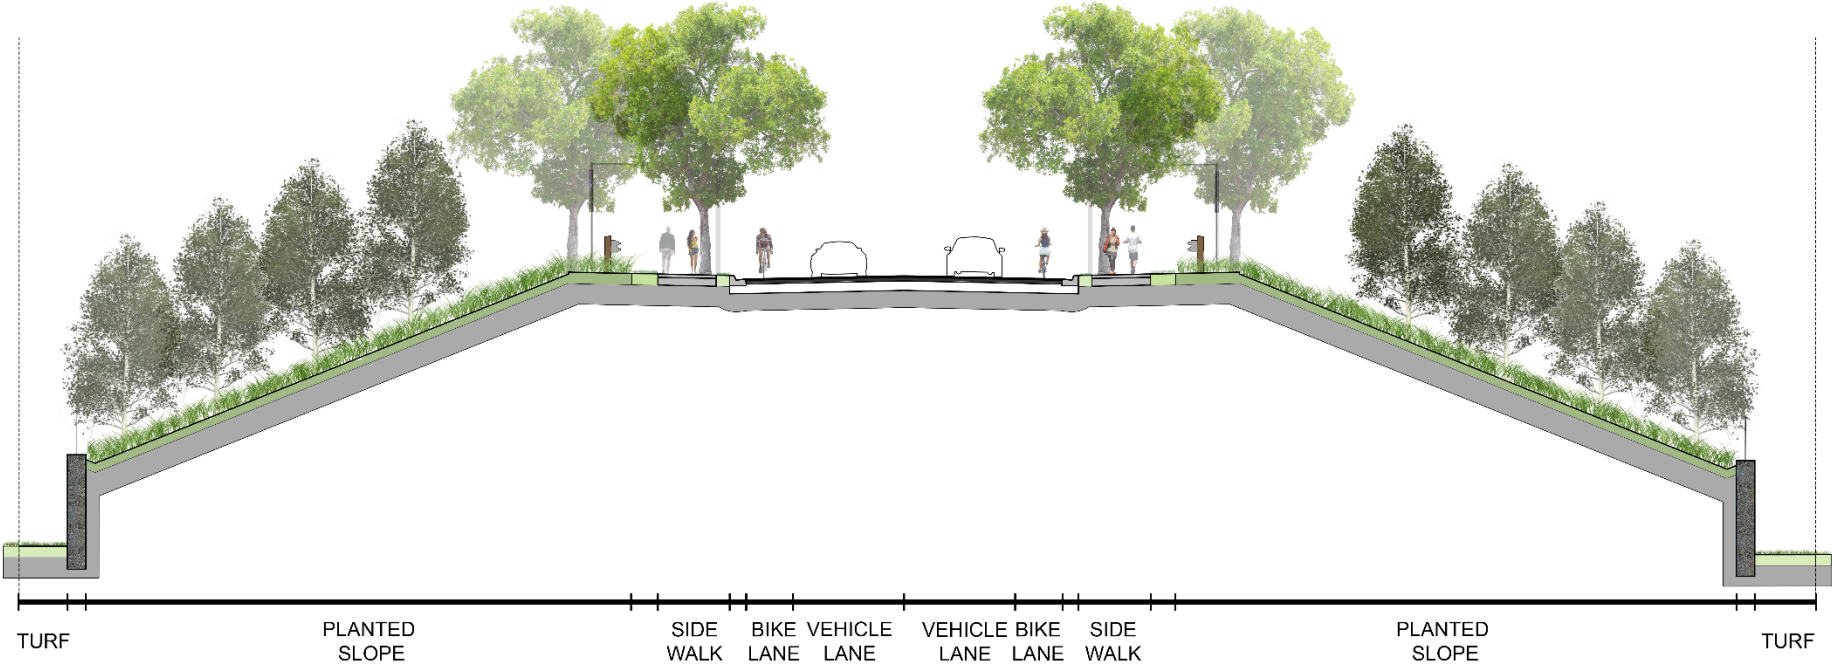 TURF
PLANTED
SLOPE
SIDE
WALK
BIKE
LANE
VEHICLE
LANE
VEHICLE
LANE
BIKE
LANE
SIDE
WALK
PLANTED
SLOPE
TURF